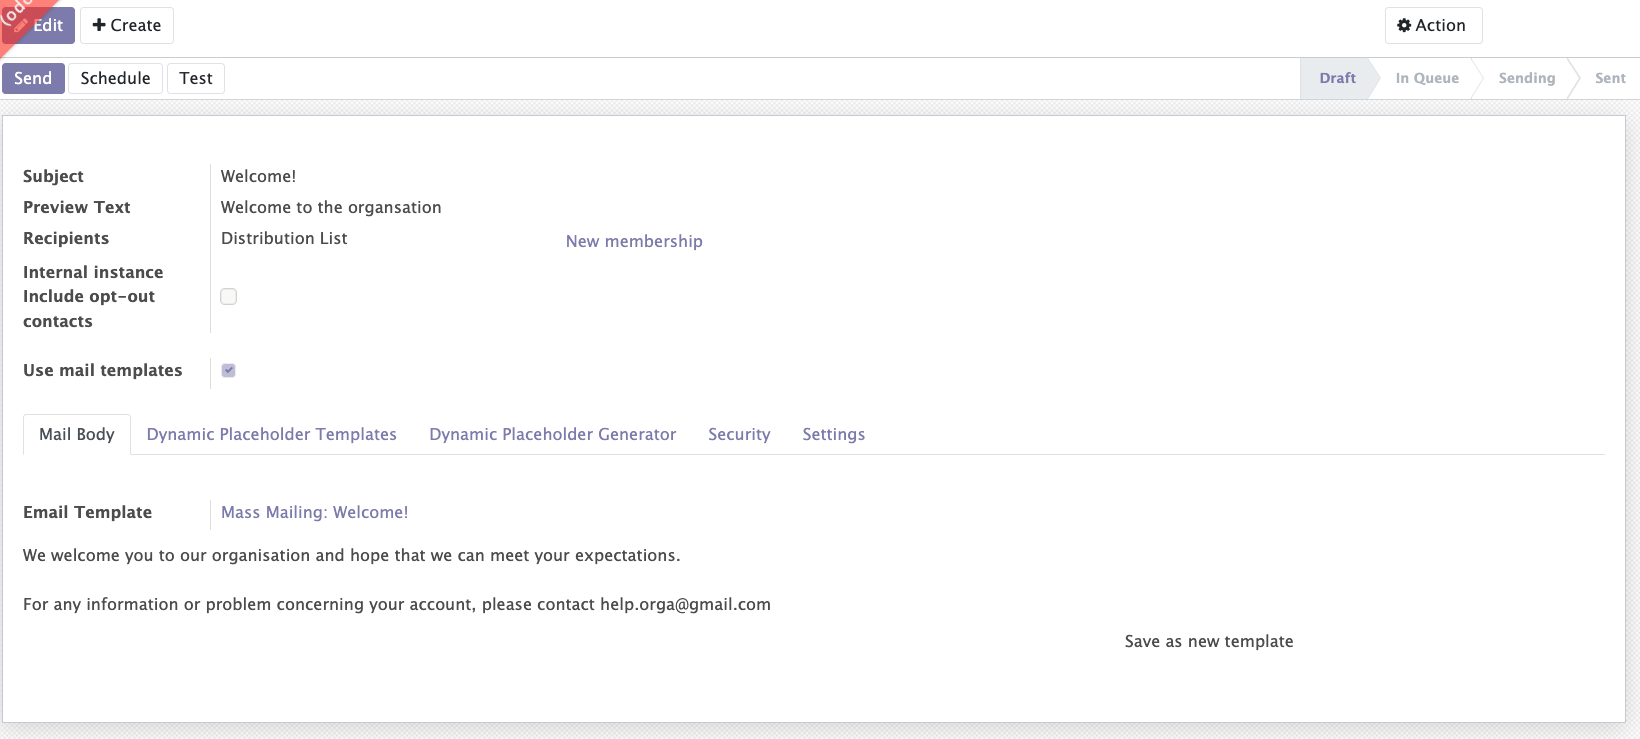 (odo
Edit
Create
Action
Send
Schedule
Test
Draft
In Queue
Sending
Sent
Subject
Welcome!
Preview Text
Welcome to the organsation
Recipients
Distribution List
New membership
Internal instance
Include opt-out
contacts
Use mail templates
Mail Body
Dynamic Placeholder Templates
Dynamic Placeholder Generator
Security
Settings
Email Template
Mass Mailing: Welcome!
We welcome you to our organisation and hope that we can meet your expectations.
For any information or problem concerning your account, please contact help.orga@gmail.com
Save as new template